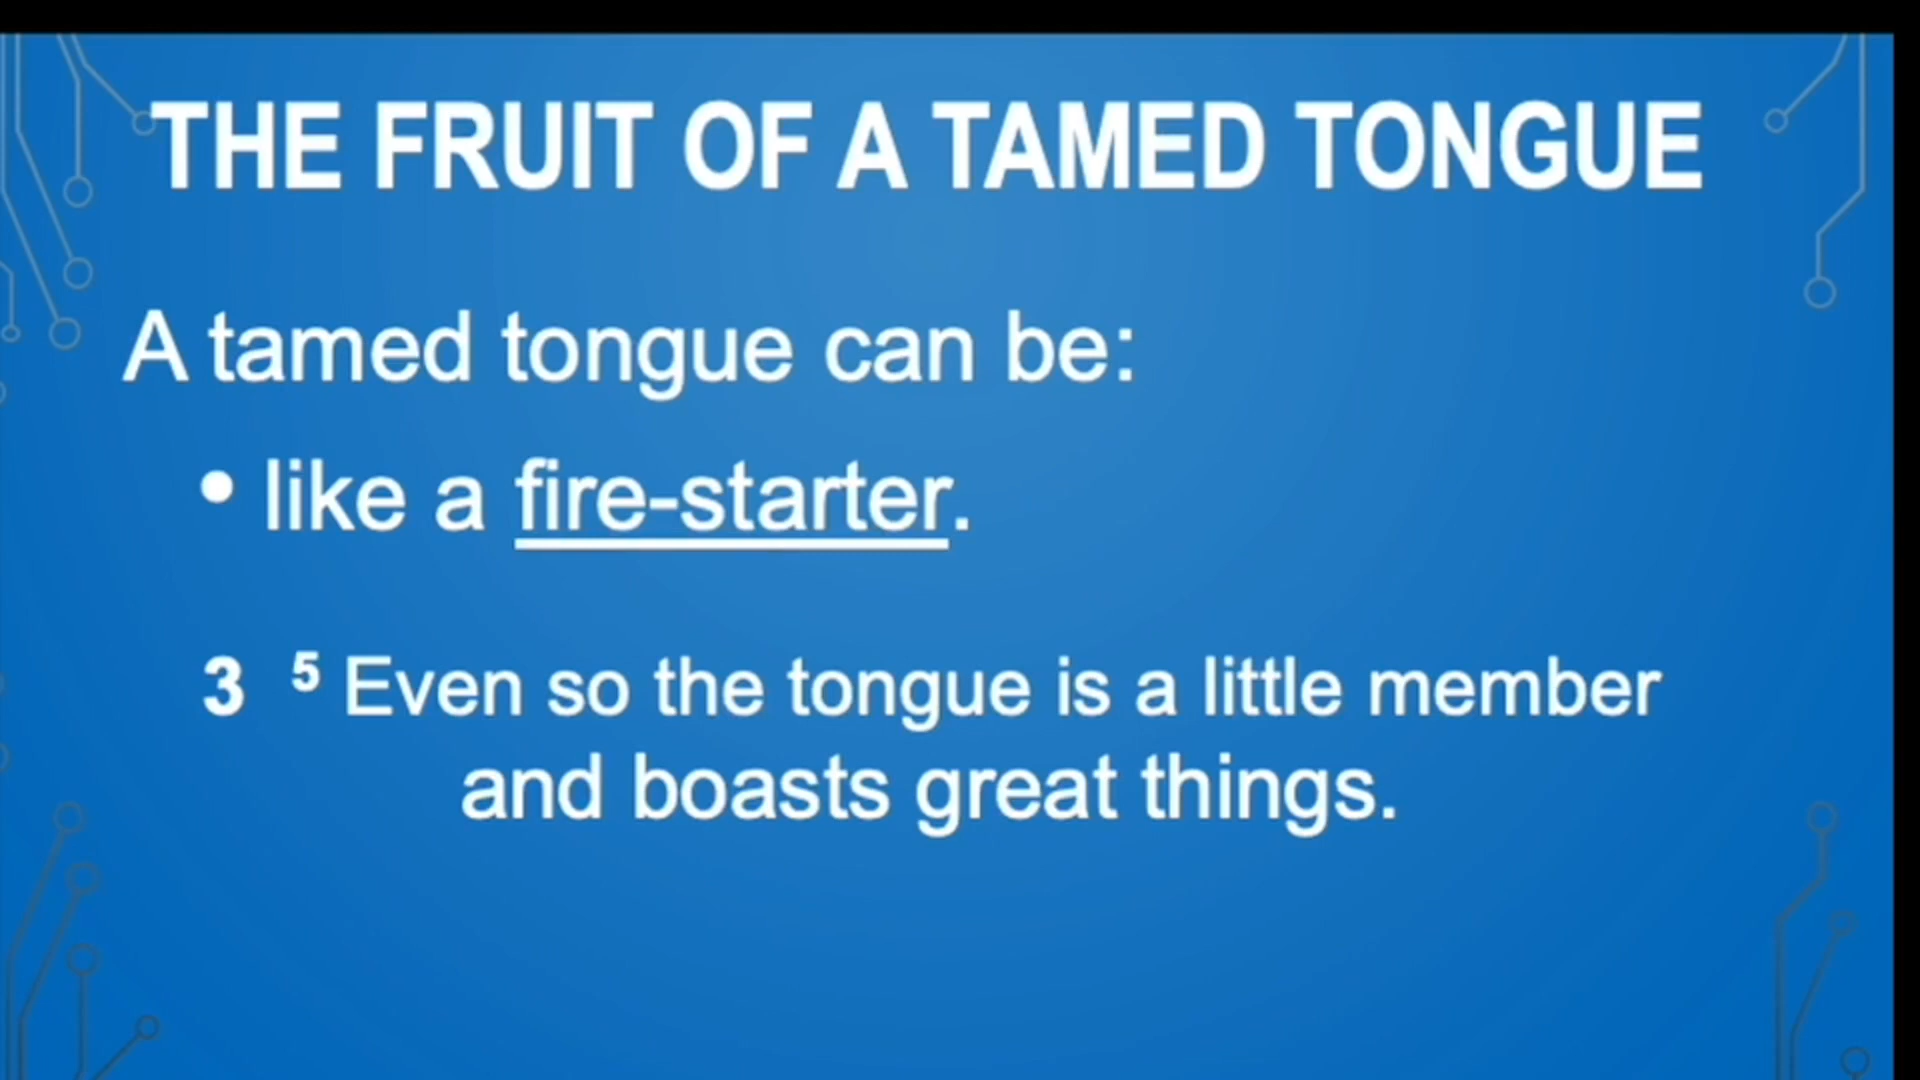 THE FRUIT OF A TAMED TONGUE
A tamed tongue can be:
• like a fire-starter.
3 5 Even so the tongue is a little member
and boasts great things.